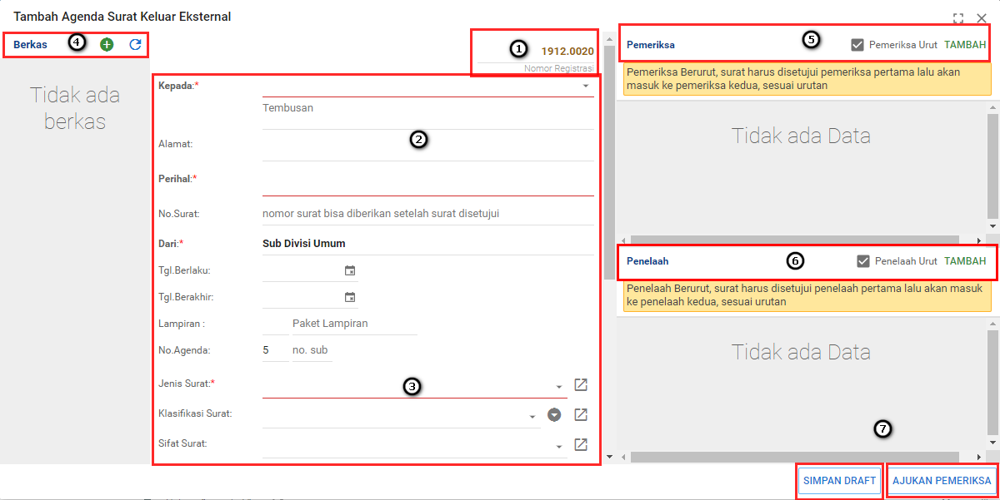 Tambah Agenda Surat Keluar Eksternal
Berkas 4
Tidak ada
berkas
1 1912.0020
Nomor Registrasi
Kepada:*
Tembusan
2
Alamat:
Perihal:*
No.Surat: nomor surat bisa diberikan setelah surat disetujui
Dari:* Sub Divisi Umum
Tgl.Berlaku:
Tgl.Berakhir:
Lampiran : Paket Lampiran
No.Agenda: 5 no. sub
Jenis Surat:* 3
Klasifikasi Surat:
Sifat Surat:
Pemeriksa 5 Pemeriksa Urut TAMBAH
Pemeriksa Berurut, surat harus disetujui pemeriksa pertama lalu akan
masuk ke pemeriksa kedua, sesuai urutan
Tidak ada Data
Penelaah 6 Penelaah Urut TAMBAH
Penelaah Berurut, surat harus disetujui penelaah pertama lalu akan masuk
ke penelaah kedua, sesuai urutan
Tidak ada Data
7
SIMPAN DRAFT AJUKAN PEMERIKSA